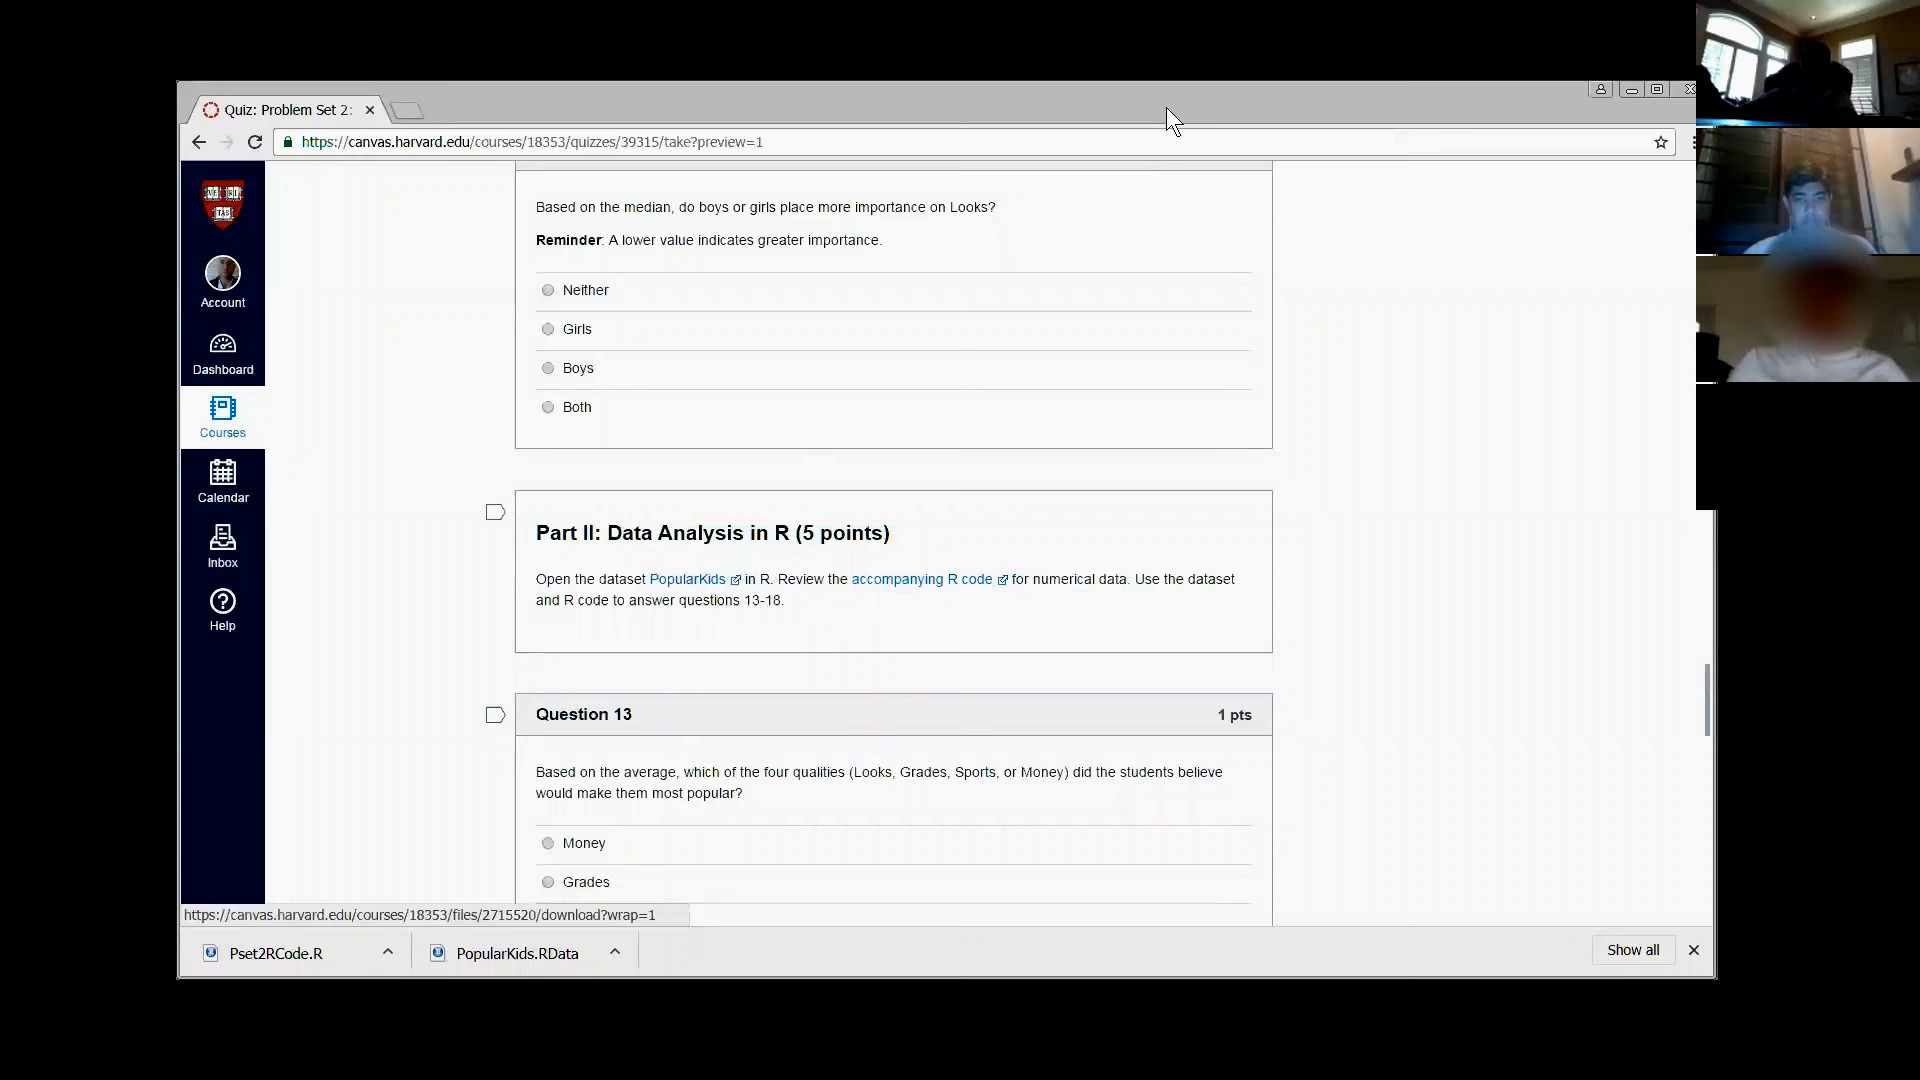 Quiz: Problem Set 2:
https://canvas.harvard.edu/courses/18353/quizzes/39315/take?preview=1
VE RI
TAS
Account
Dashboard
Courses
Calendar
Inbox
Help
Based on the median, do boys or girls place more importance on Looks?
Reminder: A lower value indicates greater importance.
Neither
Girls
Boys
Both
Part II: Data Analysis in R (5 points)
Open the dataset PopularKids in R. Review the accompanying R code for numerical data. Use the dataset
and R code to answer questions 13-18.
Question 13
1 pts
Based on the average, which of the four qualities (Looks, Grades, Sports, or Money) did the students believe
would make them most popular?
Money
Grades
https://canvas.harvard.edu/courses/18353/files/2715520/download?wrap=1
Pset2RCode.R
PopularKids.RData
Show all